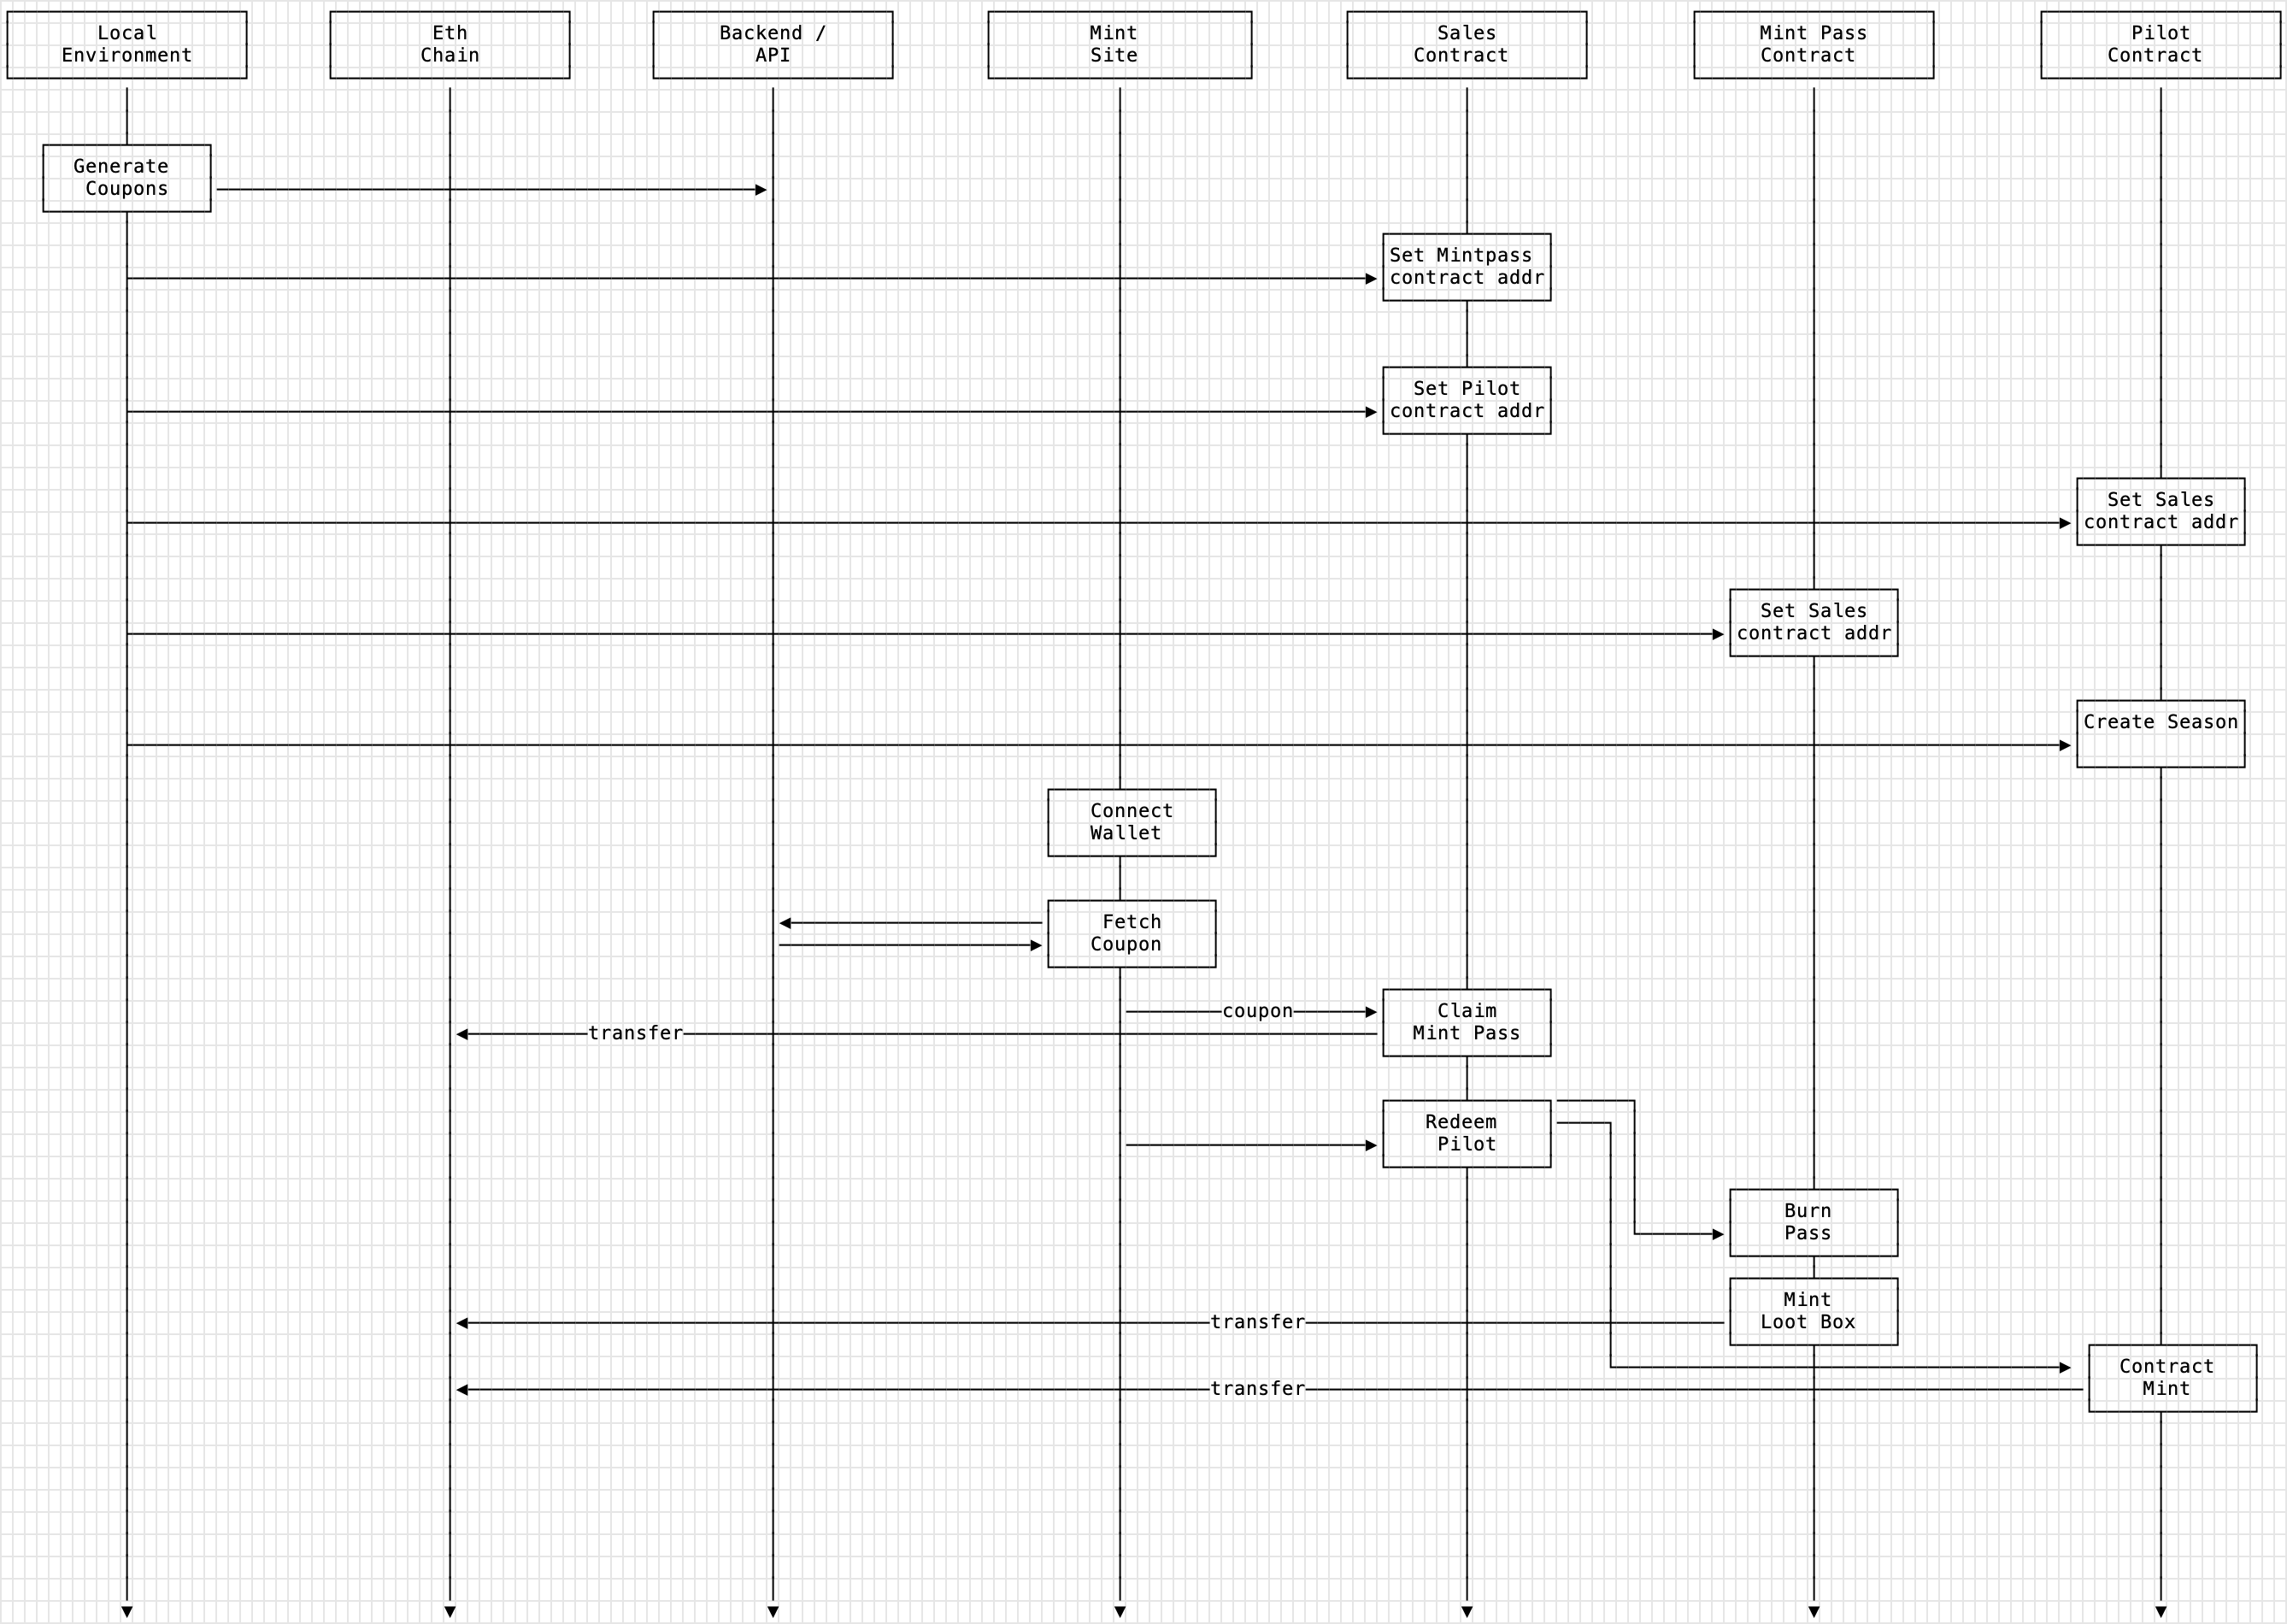 Local
Environment
Eth
Chain
Backend /
API
Mint
Site
Sales
Contract
Mint Pass
Contract
Pilot
Contract
Generate
Coupons
Set Mintpass
contract addr
Set Pilot
contract addr
Set Sales
contract addr
Set Sales
contract addr
Create Season
Connect
Wallet
Fetch
Coupon
coupon
Claim
Mint Pass
transfer
Redeem
Pilot
Burn
Pass
Mint
Loot Box
transfer
Contract
Mint
transfer